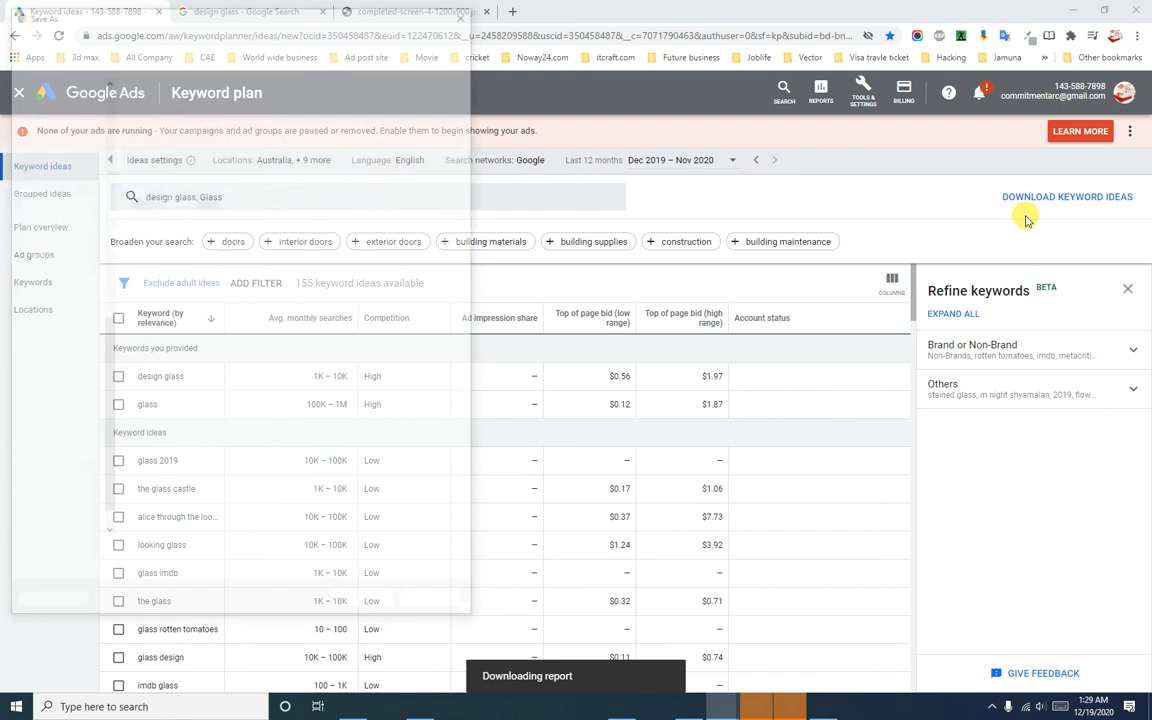 Keyword ideas - 143-588-7898 -
design glass - Google Search
completed-screen-4-1200x900.jp
Save As
ads.google.com/aw/keywordplanner/ideas/new?ocid=350458487&euid=1224706128&__u=2458209588&uscid=350458487&__c=7071790463&authuser=0&sf=kp&subid=bd-bn...
Apps
3d max
All Company
CAE
World wide business
Ad post site
Movie
cricket
Noway24.com
itcraft.com
Future business
Joblife
Vector
Visa travle ticket
Hacking
Jamuna
»
Other bookmarks
Google Ads
Keyword plan
SEARCH
REPORTS
TOOLS & SETTINGS
BILLING
143-588-7898
commitmentarc@gmail.com
None of your ads are running - Your campaigns and ad groups are paused or removed. Enable them to begin showing your ads.
LEARN MORE
Keyword ideas
Grouped ideas
Plan overview
Ad groups
Keywords
Locations
Ideas settings
Locations: Australia, + 9 more
Language: English
Search networks: Google
Last 12 months
Dec 2019 – Nov 2020
design glass, Glass
DOWNLOAD KEYWORD IDEAS
Broaden your search:
+ doors
+ interior doors
+ exterior doors
+ building materials
+ building supplies
+ construction
+ building maintenance
Exclude adult ideas
ADD FILTER
155 keyword ideas available
COLUMNS
Keyword (by relevance)
Avg. monthly searches
Competition
Ad impression share
Top of page bid (low range)
Top of page bid (high range)
Account status
Keywords you provided
design glass 1K – 10K High – $0.56 $1.97
glass 100K – 1M High – $0.12 $1.87
Keyword ideas
glass 2019 10K – 100K Low – – –
the glass castle 1K – 10K Low – $0.17 $1.06
alice through the loo... 10K – 100K Low – $0.37 $7.73
looking glass 10K – 100K Low – $1.24 $3.92
glass imdb 1K – 10K Low – – –
the glass 1K – 10K Low – $0.32 $0.71
glass rotten tomatoes 10 – 100 Low – – –
glass design 10K – 100K High $0.11 $0.74
imdb glass 100 – 1K Low – –
Refine keywords BETA
EXPAND ALL
Brand or Non-Brand
Non-Brands, rotten tomatoes, imdb, metacriti...
Others
stained glass, m night shyamalan, 2019, flow...
Downloading report
GIVE FEEDBACK
Type here to search
1:29 AM
12/19/2020